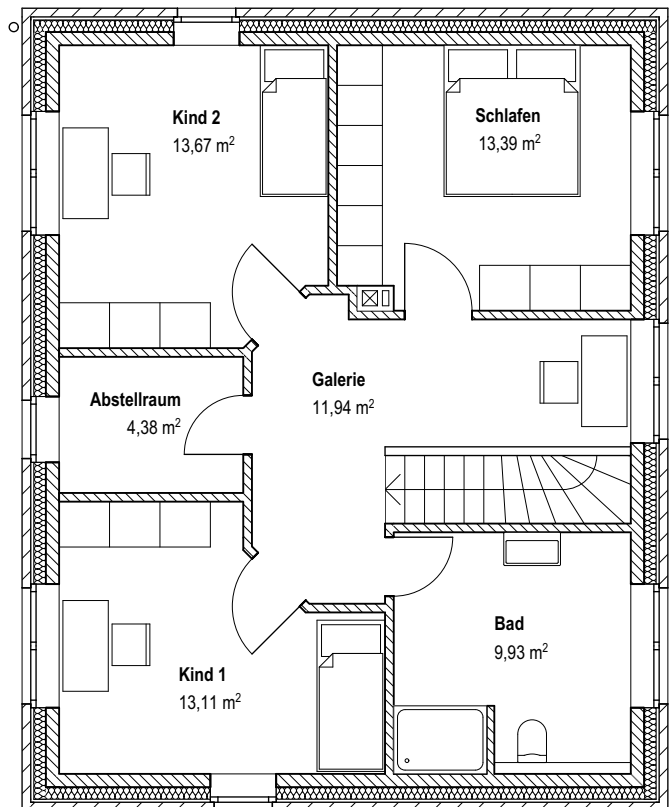 Kind 2
13,67 m²
Schlafen
13,39 m²
Abstellraum
4,38 m²
Galerie
11,94 m²
Kind 1
13,11 m²
Bad
9,93 m²